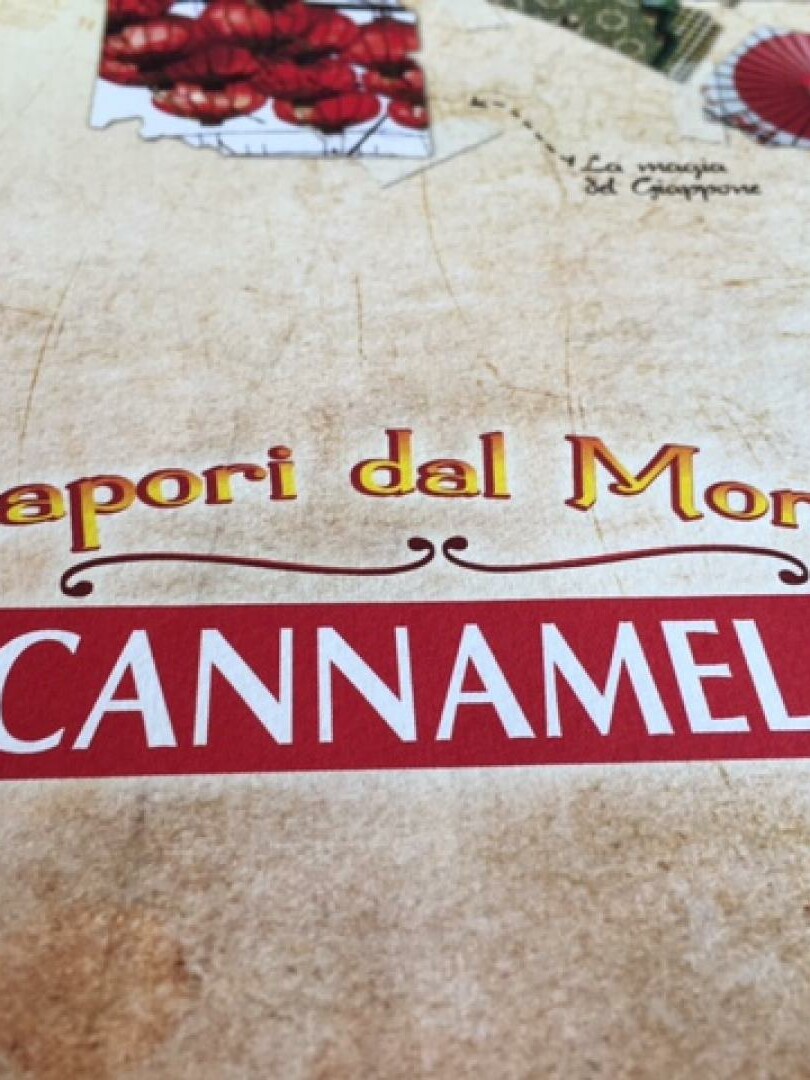 La magia
del Giappone
apori dal Mon
CANNAMEL